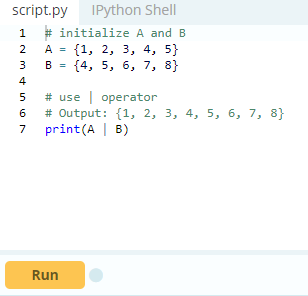 script.py IPython Shell
1 # initialize A and B
2 A = {1, 2, 3, 4, 5}
3 B = {4, 5, 6, 7, 8}
4
5 # use | operator
6 # Output: {1, 2, 3, 4, 5, 6, 7, 8}
7 print(A | B)
Run